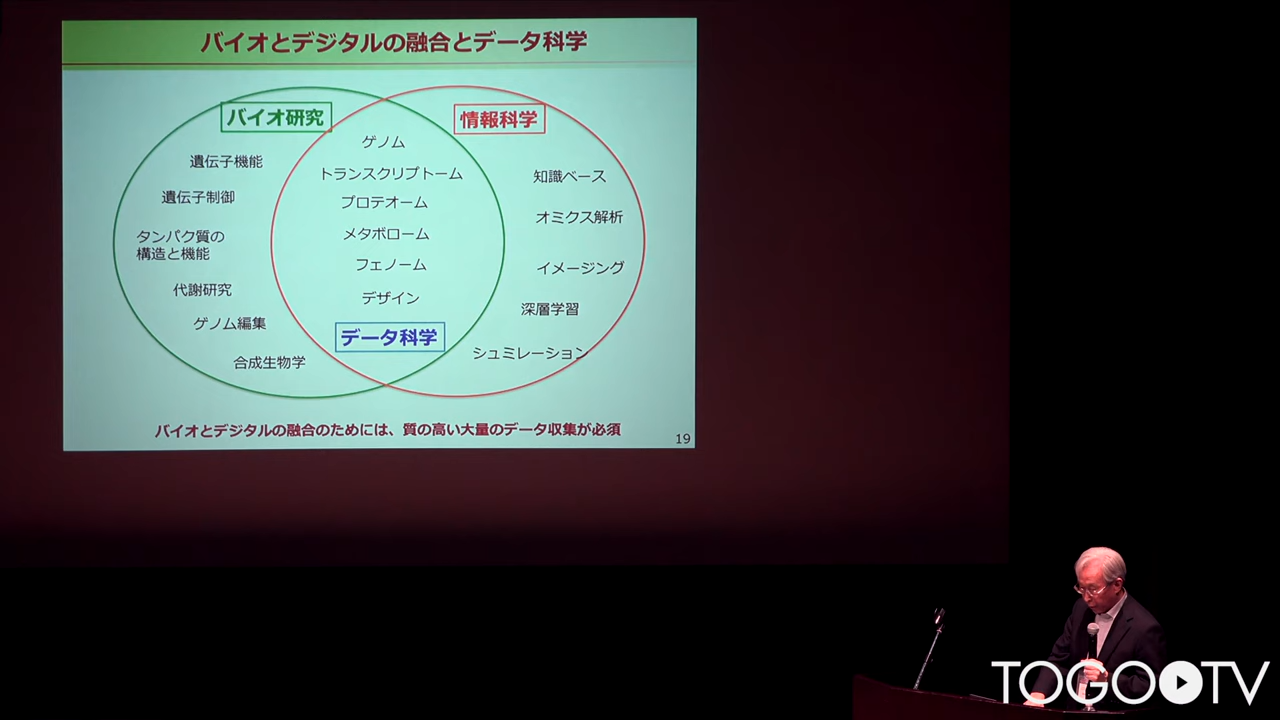 バイオとデジタルの融合とデータ科学
バイオ研究
遺伝子機能
遺伝子制御
タンパク質の
構造と機能
代謝研究
ゲノム編集
合成生物学
ゲノム
トランスクリプトーム
プロテオーム
メタボローム
フェノーム
デザイン
データ科学
情報科学
知識ベース
オミクス解析
イメージング
深層学習
シュミレーション
バイオとデジタルの融合のためには、質の高い大量のデータ収集が必須
19
TOGOTV